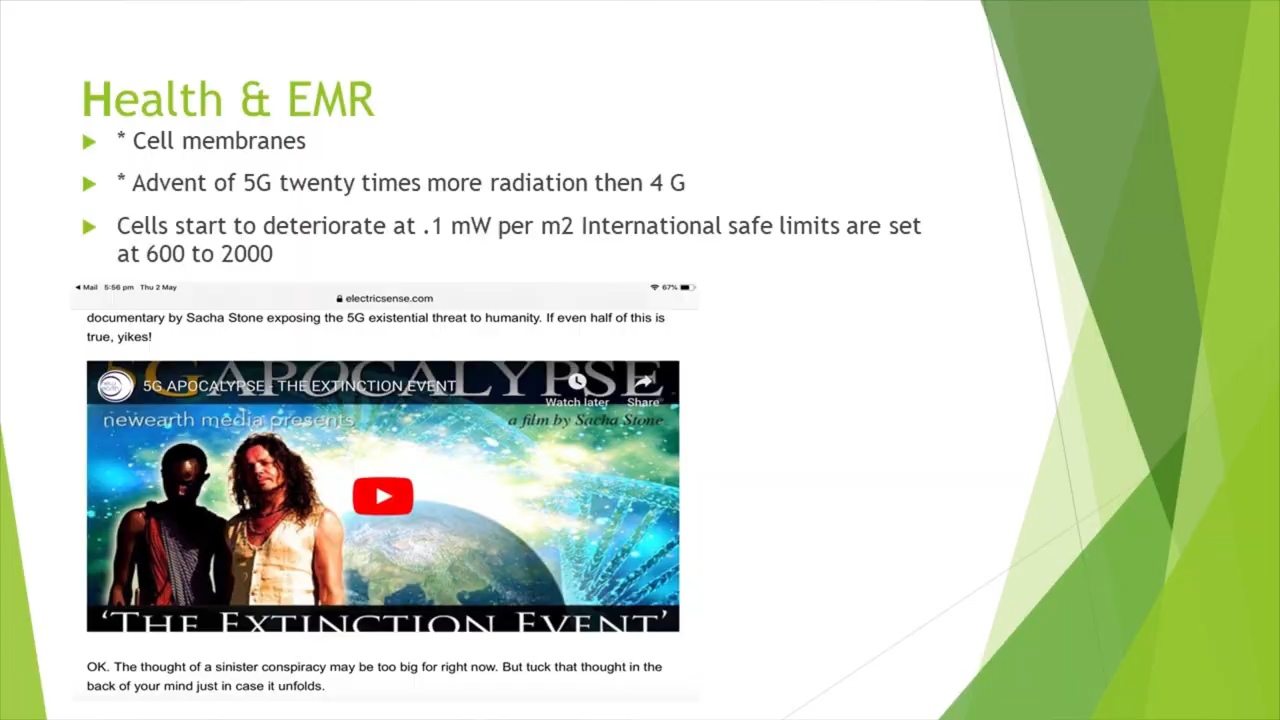 Health & EMR
* Cell membranes
* Advent of 5G twenty times more radiation then 4 G
Cells start to deteriorate at .1 mW per m2 International safe limits are set
at 600 to 2000
Mail 5:56 pm Thu 2 May 67%
electricsense.com
documentary by Sacha Stone exposing the 5G existential threat to humanity. If even half of this is
true, yikes!
5G APOCALYPSE
5G APOCALYPSE - THE EXTINCTION EVENT
Watch later Share
newearth media presents a film by Sacha Stone
'THE EXTINCTION EVENT'
OK. The thought of a sinister conspiracy may be too big for right now. But tuck that thought in the
back of your mind just in case it unfolds.